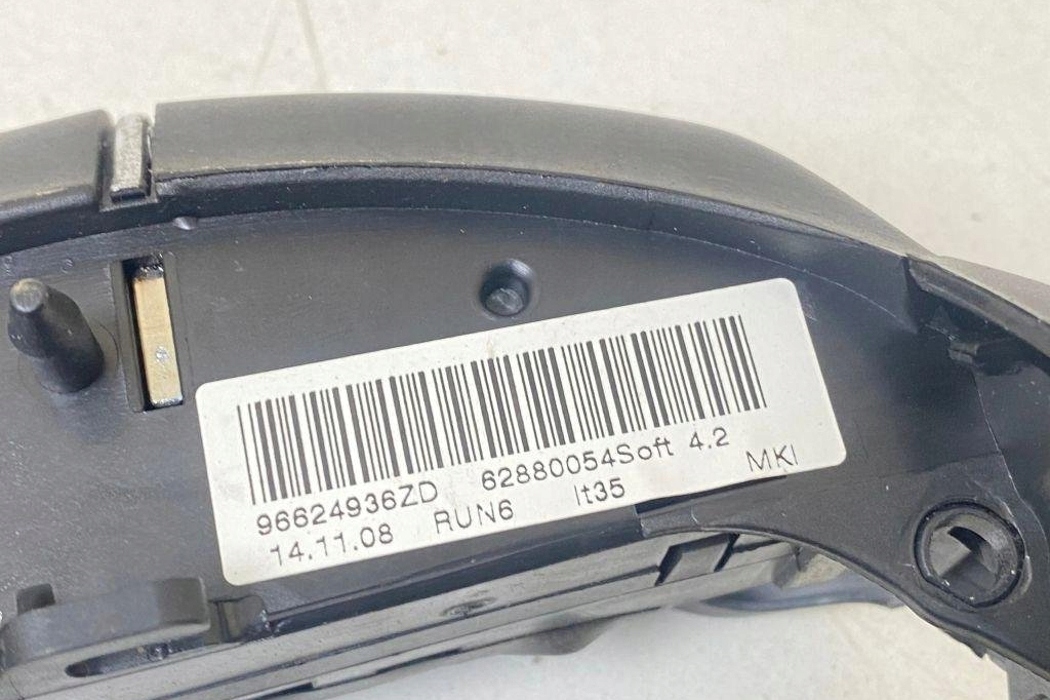 96624936ZD 62880054Soft 4.2
14.11.08 RUN6 It35 MKI